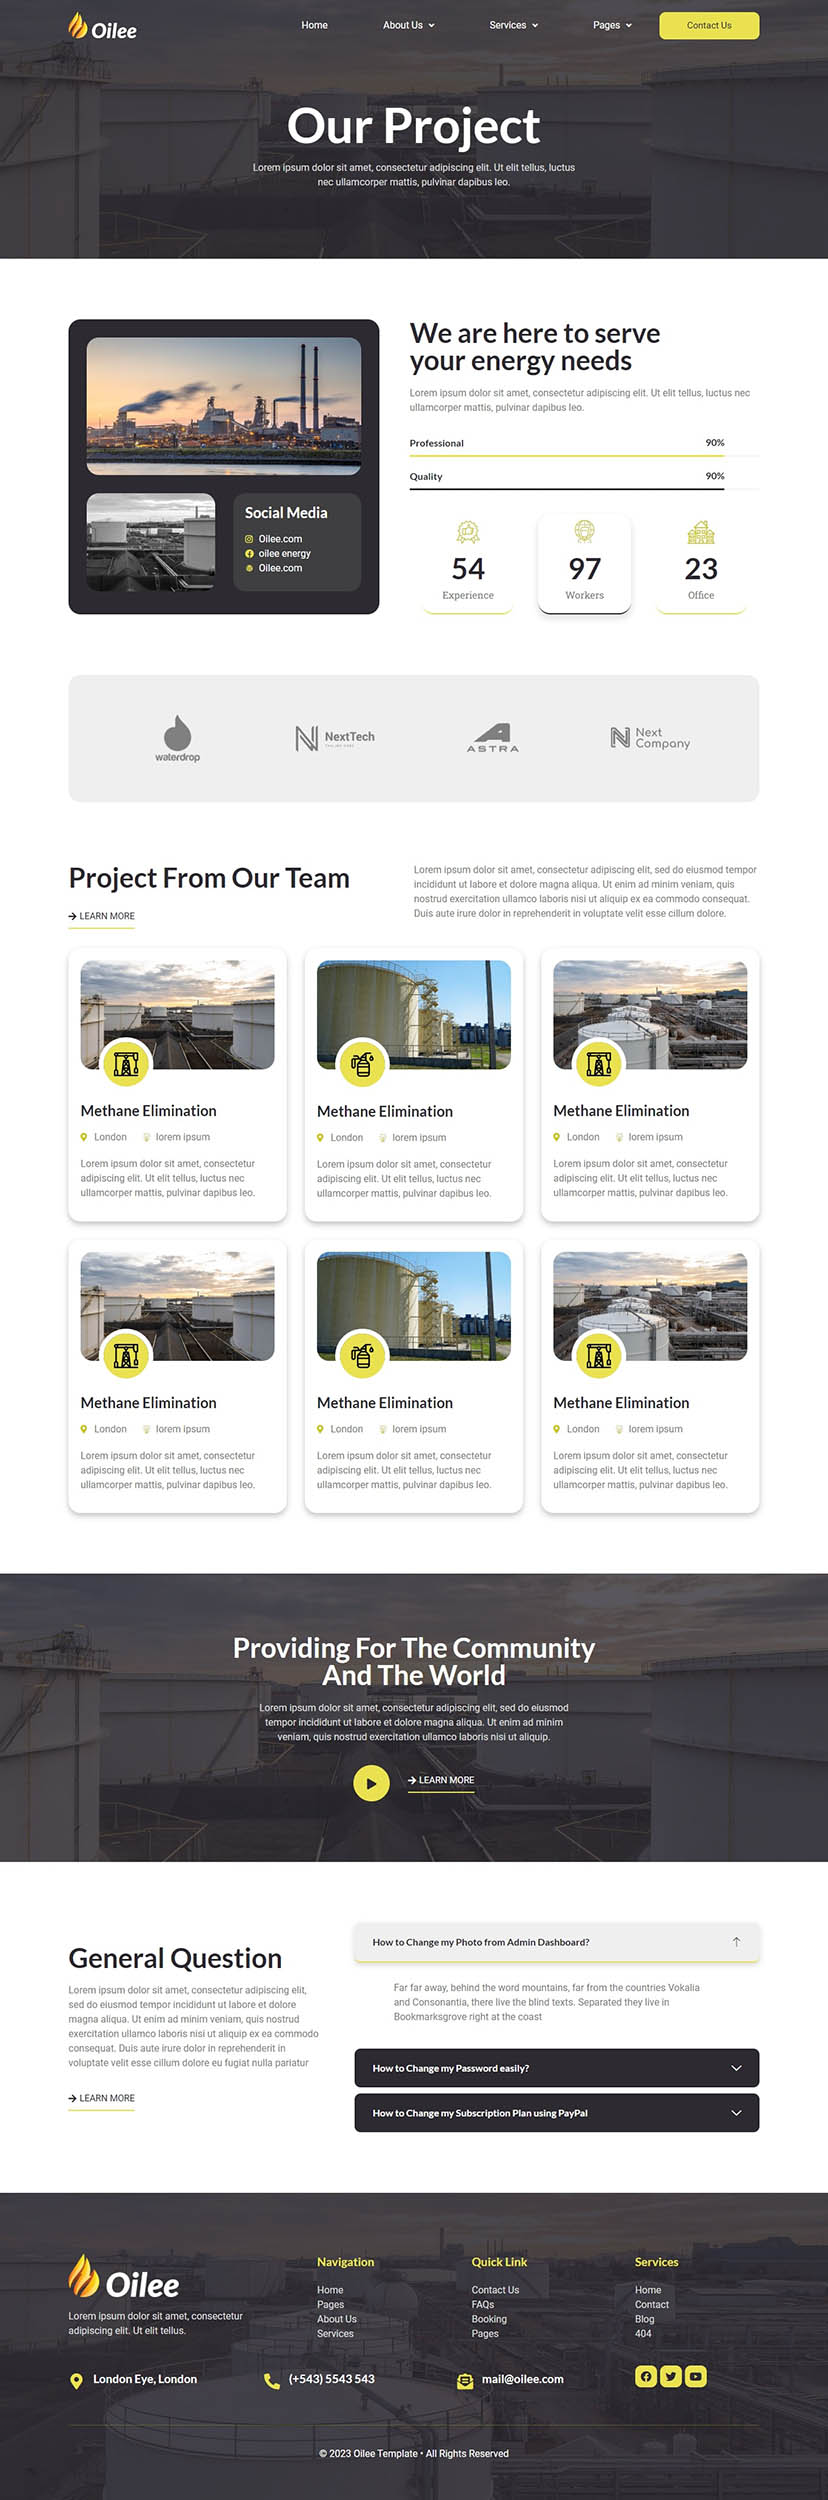 Oilee
Home
About Us
Services
Pages
Contact Us
Our Project
Lorem ipsum dolor sit amet, consectetur adipiscing elit. Ut elit tellus, luctus
nec ullamcorper mattis, pulvinar dapibus leo.
Social Media
Oilee.com
oilee energy
Oilee.com
We are here to serve
your energy needs
Lorem ipsum dolor sit amet, consectetur adipiscing elit. Ut elit tellus, luctus nec
ullamcorper mattis, pulvinar dapibus leo.
Professional 90%
Quality 90%
54
Experience
97
Workers
23
Office
waterdrop
NextTech
ASTRA
Next
Company
Project From Our Team
LEARN MORE
Lorem ipsum dolor sit amet, consectetur adipiscing elit, sed do eiusmod tempor
incididunt ut labore et dolore magna aliqua. Ut enim ad minim veniam, quis
nostrud exercitation ullamco laboris nisi ut aliquip ex ea commodo consequat.
Duis aute irure dolor in reprehenderit in voluptate velit esse cillum dolore.
Methane Elimination
London lorem ipsum
Lorem ipsum dolor sit amet, consectetur
adipiscing elit. Ut elit tellus, luctus nec
ullamcorper mattis, pulvinar dapibus leo.
Methane Elimination
London lorem ipsum
Lorem ipsum dolor sit amet, consectetur
adipiscing elit. Ut elit tellus, luctus nec
ullamcorper mattis, pulvinar dapibus leo.
Methane Elimination
London lorem ipsum
Lorem ipsum dolor sit amet, consectetur
adipiscing elit. Ut elit tellus, luctus nec
ullamcorper mattis, pulvinar dapibus leo.
Methane Elimination
London lorem ipsum
Lorem ipsum dolor sit amet, consectetur
adipiscing elit. Ut elit tellus, luctus nec
ullamcorper mattis, pulvinar dapibus leo.
Methane Elimination
London lorem ipsum
Lorem ipsum dolor sit amet, consectetur
adipiscing elit. Ut elit tellus, luctus nec
ullamcorper mattis, pulvinar dapibus leo.
Methane Elimination
London lorem ipsum
Lorem ipsum dolor sit amet, consectetur
adipiscing elit. Ut elit tellus, luctus nec
ullamcorper mattis, pulvinar dapibus leo.
Providing For The Community
And The World
Lorem ipsum dolor sit amet, consectetur adipiscing elit, sed do eiusmod
tempor incididunt ut labore et dolore magna aliqua. Ut enim ad minim
veniam, quis nostrud exercitation ullamco laboris nisi ut aliquip.
LEARN MORE
General Question
Lorem ipsum dolor sit amet, consectetur adipiscing elit,
sed do eiusmod tempor incididunt ut labore et dolore
magna aliqua. Ut enim ad minim veniam, quis nostrud
exercitation ullamco laboris nisi ut aliquip ex ea commodo
consequat. Duis aute irure dolor in reprehenderit in
voluptate velit esse cillum dolore eu fugiat nulla pariatur
LEARN MORE
How to Change my Photo from Admin Dashboard?
Far far away, behind the word mountains, far from the countries Vokalia
and Consonantia, there live the blind texts. Separated they live in
Bookmarksgrove right at the coast
How to Change my Password easily?
How to Change my Subscription Plan using PayPal
Oilee
Lorem ipsum dolor sit amet, consectetur
adipiscing elit. Ut elit tellus.
Navigation
Home
Pages
About Us
Services
Quick Link
Contact Us
FAQs
Booking
Pages
Services
Home
Contact
Blog
404
London Eye, London
(+543) 5543 543
mail@oilee.com
© 2023 Oilee Template • All Rights Reserved